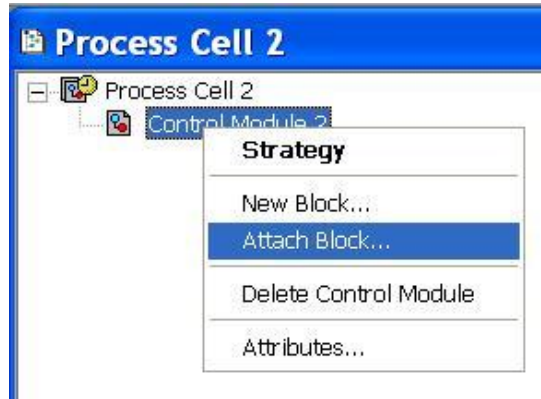 Process Cell 2
Process Cell 2
Control Module 2
Strategy
New Block...
Attach Block...
Delete Control Module
Attributes...